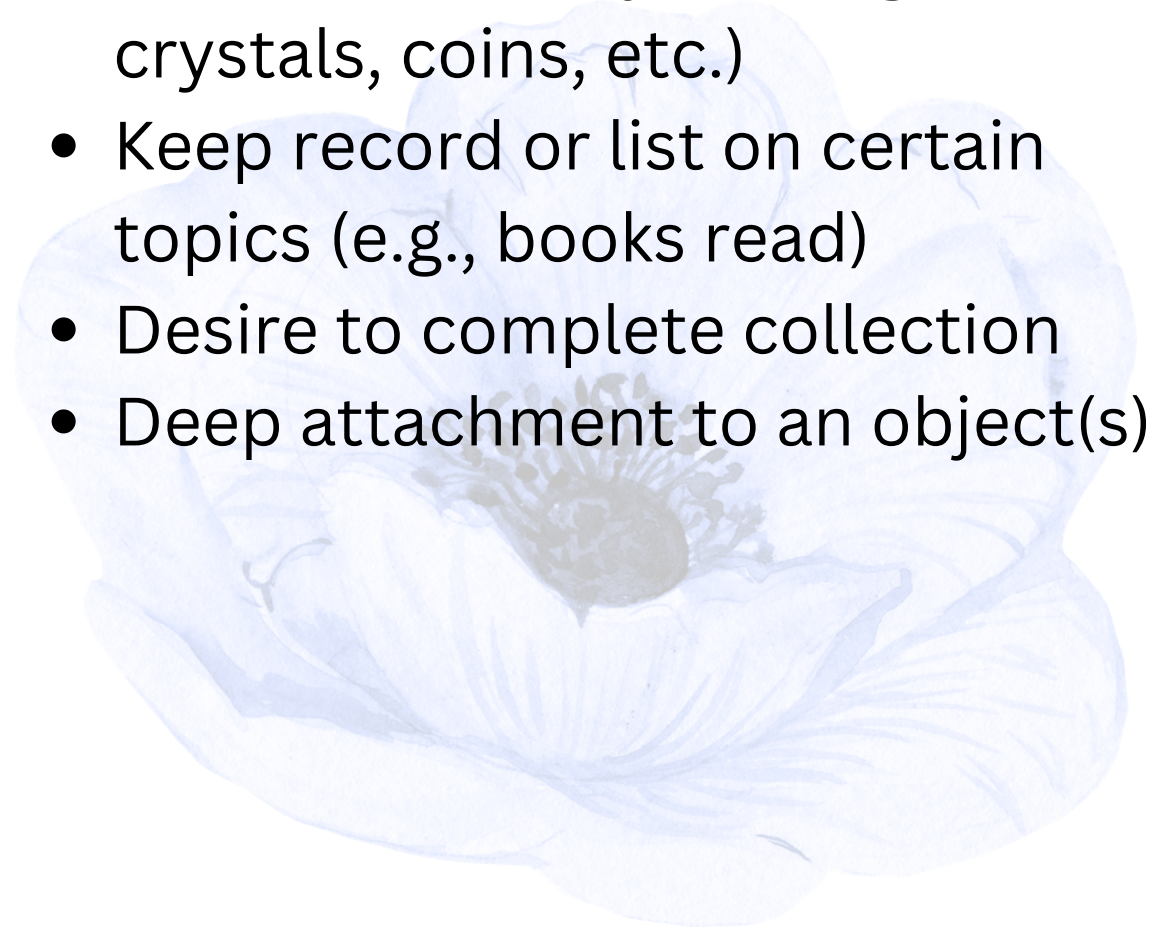 crystals, coins, etc.)
• Keep record or list on certain
topics (e.g., books read)
• Desire to complete collection
• Deep attachment to an object(s)